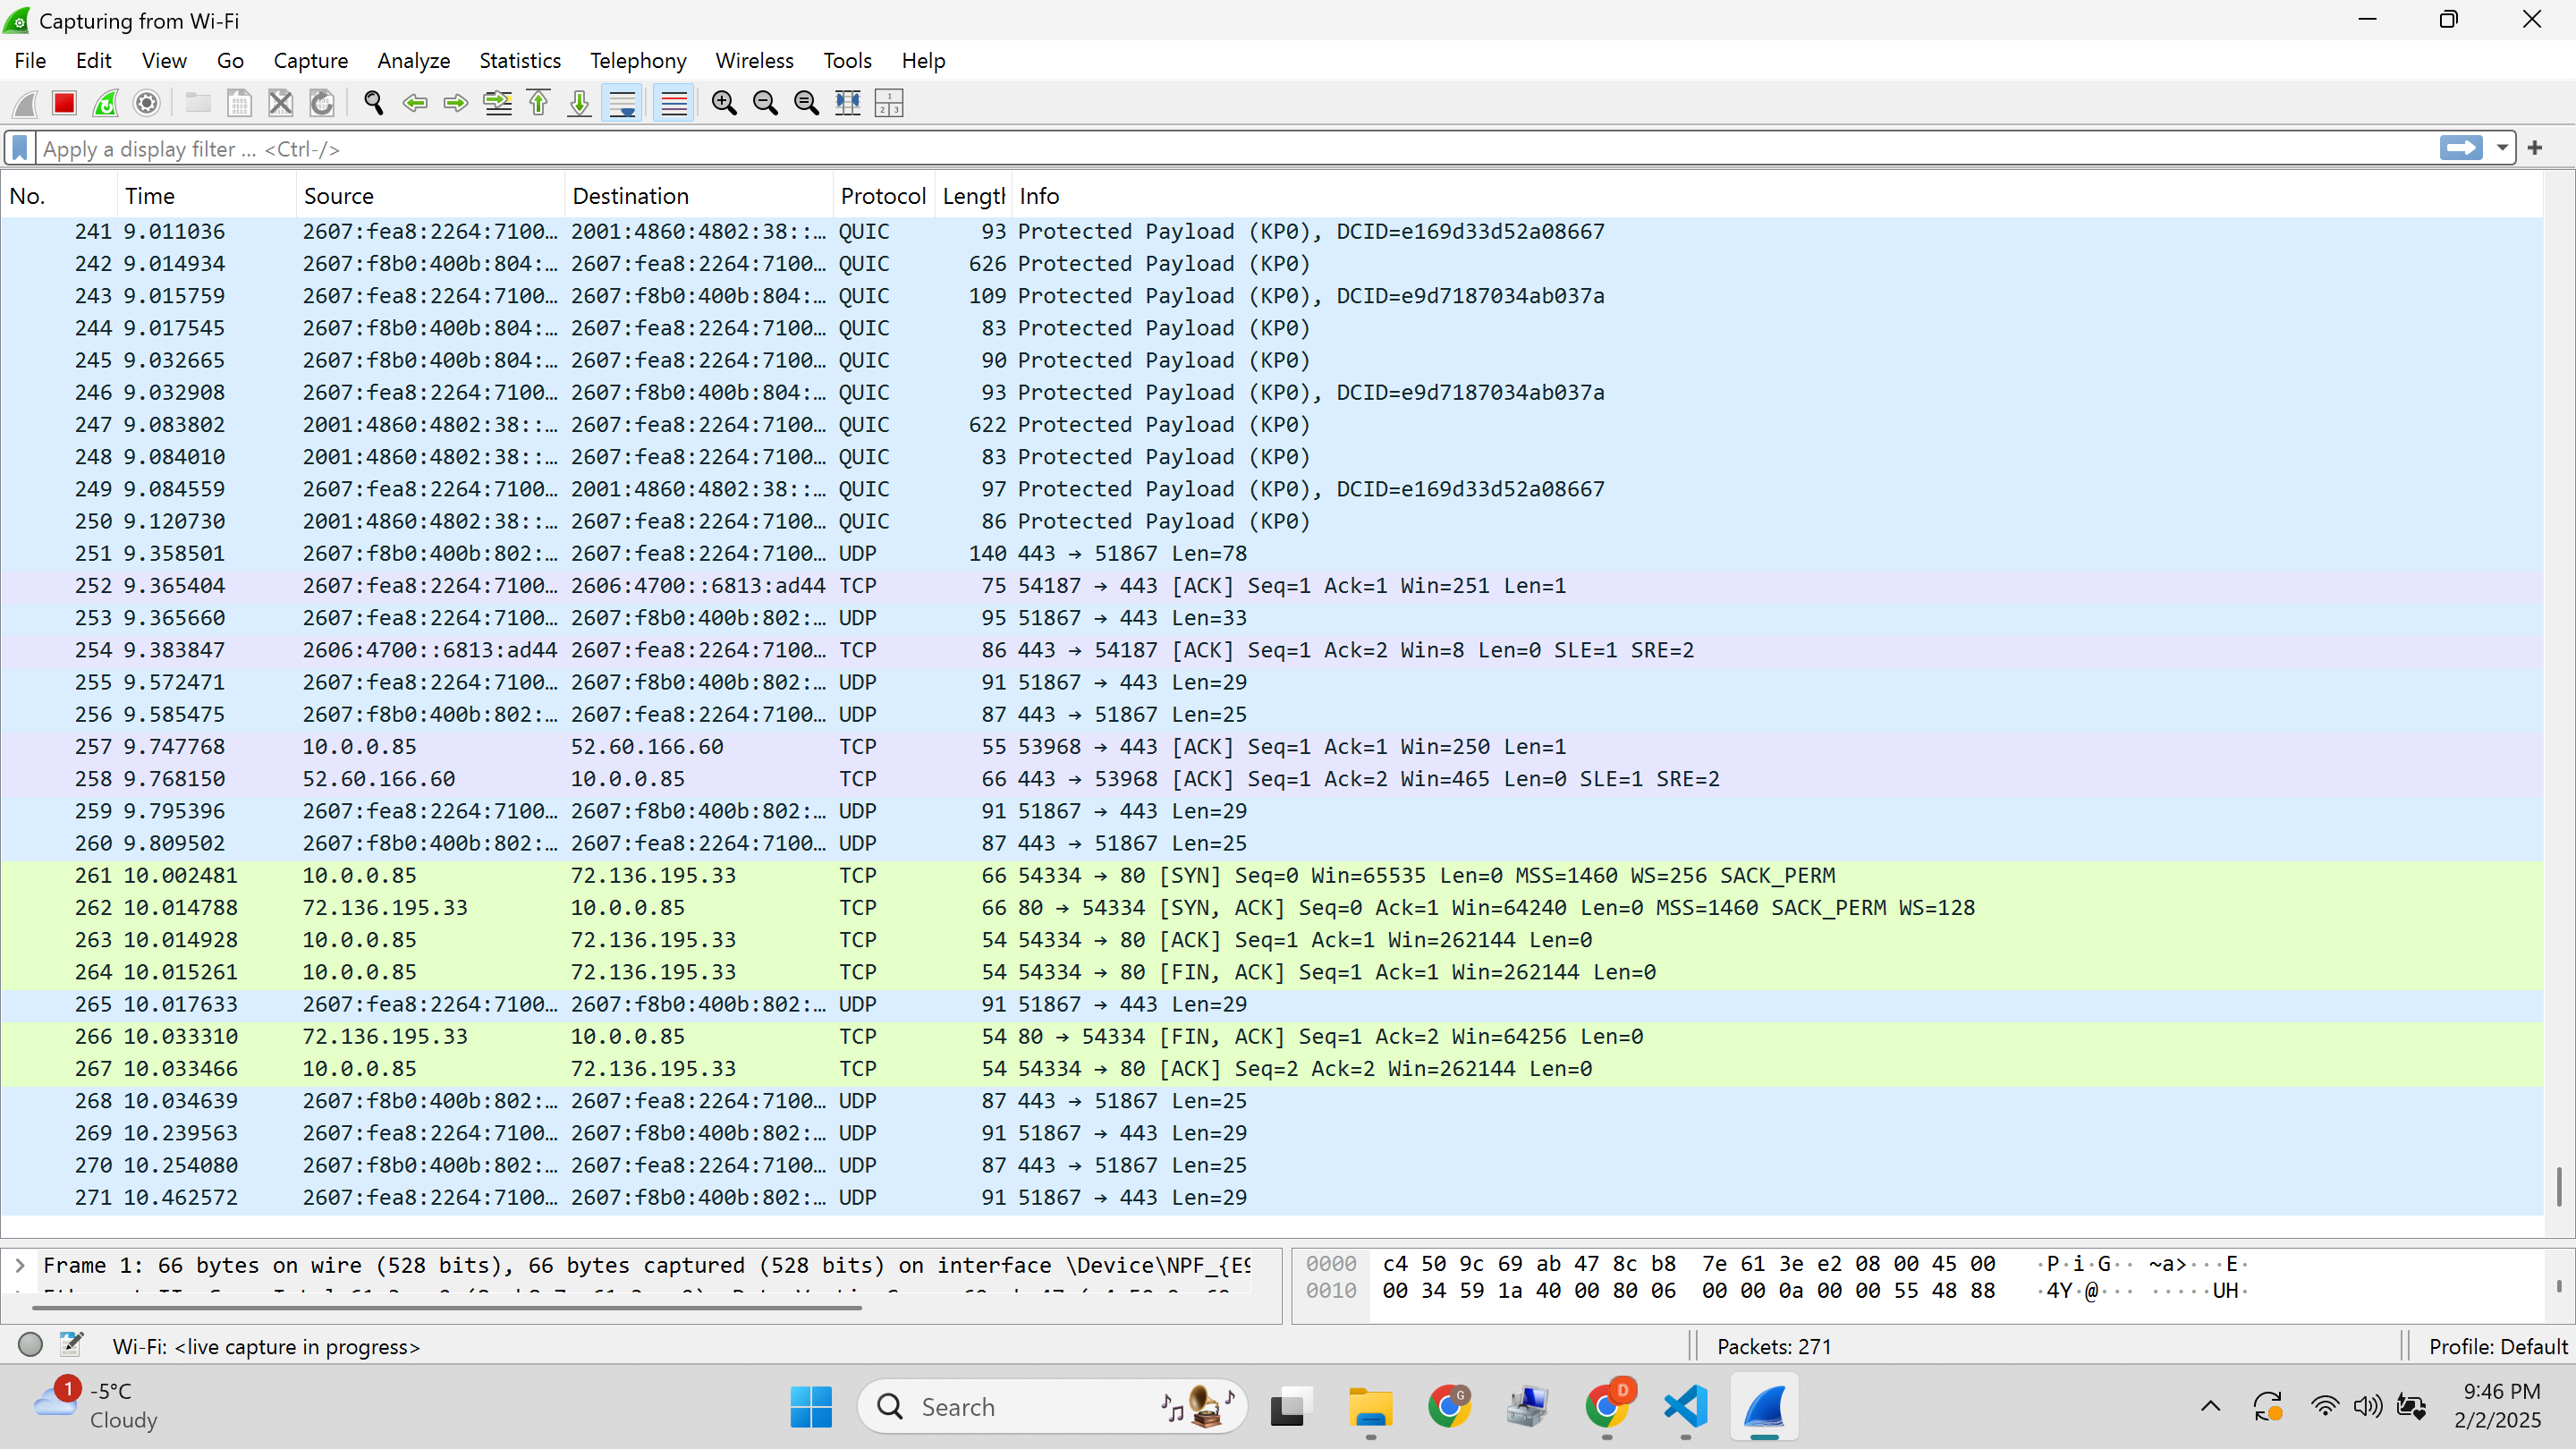 Capturing from Wi-Fi
File Edit View Go Capture Analyze Statistics Telephony Wireless Tools Help
Apply a display filter … <Ctrl-/>
No. Time Source Destination Protocol Length Info
241 9.011036 2607:fea8:2264:7100… 2001:4860:4802:38::… QUIC 93 Protected Payload (KP0), DCID=e169d33d52a08667
242 9.014934 2607:f8b0:400b:804:… 2607:fea8:2264:7100… QUIC 626 Protected Payload (KP0)
243 9.015759 2607:fea8:2264:7100… 2607:f8b0:400b:804:… QUIC 109 Protected Payload (KP0), DCID=e9d7187034ab037a
244 9.017545 2607:f8b0:400b:804:… 2607:fea8:2264:7100… QUIC 83 Protected Payload (KP0)
245 9.032665 2607:f8b0:400b:804:… 2607:fea8:2264:7100… QUIC 90 Protected Payload (KP0)
246 9.032908 2607:fea8:2264:7100… 2607:f8b0:400b:804:… QUIC 93 Protected Payload (KP0), DCID=e9d7187034ab037a
247 9.083802 2001:4860:4802:38::… 2607:fea8:2264:7100… QUIC 622 Protected Payload (KP0)
248 9.084010 2001:4860:4802:38::… 2607:fea8:2264:7100… QUIC 83 Protected Payload (KP0)
249 9.084559 2607:fea8:2264:7100… 2001:4860:4802:38::… QUIC 97 Protected Payload (KP0), DCID=e169d33d52a08667
250 9.120730 2001:4860:4802:38::… 2607:fea8:2264:7100… QUIC 86 Protected Payload (KP0)
251 9.358501 2607:f8b0:400b:802:… 2607:fea8:2264:7100… UDP 140 443 → 51867 Len=78
252 9.365404 2607:fea8:2264:7100… 2606:4700::6813:ad44 TCP 75 54187 → 443 [ACK] Seq=1 Ack=1 Win=251 Len=1
253 9.365660 2607:fea8:2264:7100… 2607:f8b0:400b:802:… UDP 95 51867 → 443 Len=33
254 9.383847 2606:4700::6813:ad44 2607:fea8:2264:7100… TCP 86 443 → 54187 [ACK] Seq=1 Ack=2 Win=8 Len=0 SLE=1 SRE=2
255 9.572471 2607:fea8:2264:7100… 2607:f8b0:400b:802:… UDP 91 51867 → 443 Len=29
256 9.585475 2607:f8b0:400b:802:… 2607:fea8:2264:7100… UDP 87 443 → 51867 Len=25
257 9.747768 10.0.0.85 52.60.166.60 TCP 55 53968 → 443 [ACK] Seq=1 Ack=1 Win=250 Len=1
258 9.768150 52.60.166.60 10.0.0.85 TCP 66 443 → 53968 [ACK] Seq=1 Ack=2 Win=465 Len=0 SLE=1 SRE=2
259 9.795396 2607:fea8:2264:7100… 2607:f8b0:400b:802:… UDP 91 51867 → 443 Len=29
260 9.809502 2607:f8b0:400b:802:… 2607:fea8:2264:7100… UDP 87 443 → 51867 Len=25
261 10.002481 10.0.0.85 72.136.195.33 TCP 66 54334 → 80 [SYN] Seq=0 Win=65535 Len=0 MSS=1460 WS=256 SACK_PERM
262 10.014788 72.136.195.33 10.0.0.85 TCP 66 80 → 54334 [SYN, ACK] Seq=0 Ack=1 Win=64240 Len=0 MSS=1460 SACK_PERM WS=128
263 10.014928 10.0.0.85 72.136.195.33 TCP 54 54334 → 80 [ACK] Seq=1 Ack=1 Win=262144 Len=0
264 10.015261 10.0.0.85 72.136.195.33 TCP 54 54334 → 80 [FIN, ACK] Seq=1 Ack=1 Win=262144 Len=0
265 10.017633 2607:fea8:2264:7100… 2607:f8b0:400b:802:… UDP 91 51867 → 443 Len=29
266 10.033310 72.136.195.33 10.0.0.85 TCP 54 80 → 54334 [FIN, ACK] Seq=1 Ack=2 Win=64256 Len=0
267 10.033466 10.0.0.85 72.136.195.33 TCP 54 54334 → 80 [ACK] Seq=2 Ack=2 Win=262144 Len=0
268 10.034639 2607:f8b0:400b:802:… 2607:fea8:2264:7100… UDP 87 443 → 51867 Len=25
269 10.239563 2607:fea8:2264:7100… 2607:f8b0:400b:802:… UDP 91 51867 → 443 Len=29
270 10.254080 2607:f8b0:400b:802:… 2607:fea8:2264:7100… UDP 87 443 → 51867 Len=25
271 10.462572 2607:fea8:2264:7100… 2607:f8b0:400b:802:… UDP 91 51867 → 443 Len=29
Frame 1: 66 bytes on wire (528 bits), 66 bytes captured (528 bits) on interface \Device\NPF_{E9
0000 c4 50 9c 69 ab 47 8c b8 7e 61 3e e2 08 00 45 00 ·P·i·G·· ~a>···E·
0010 00 34 59 1a 40 00 80 06 00 00 0a 00 00 55 48 88 ·4Y·@··· ·····UH·
Wi-Fi: <live capture in progress>
Packets: 271
Profile: Default
1
-5°C
Cloudy
Search
G
D
9:46 PM
2/2/2025